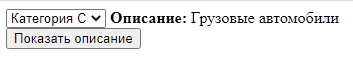 Категория C Описание: Грузовые автомобили
Показать описание